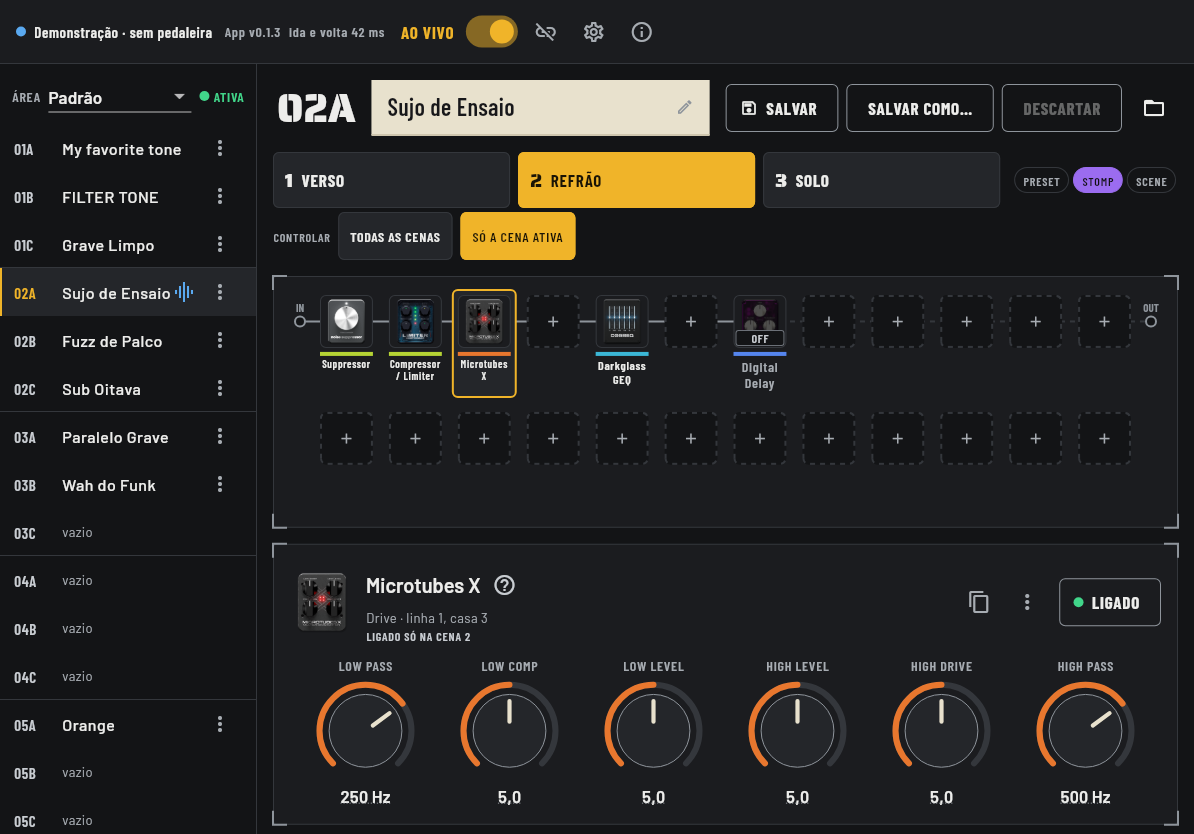 Demonstração · sem pedaleira App v0.1.3 Ida e volta 42 ms AO VIVO
ÁREA Padrão ATIVA
01A My favorite tone
01B FILTER TONE
01C Grave Limpo
02A Sujo de Ensaio
02B Fuzz de Palco
02C Sub Oitava
03A Paralelo Grave
03B Wah do Funk
03C vazio
04A vazio
04B vazio
04C vazio
05A Orange
05B vazio
05C vazio
02A Sujo de Ensaio SALVAR SALVAR COMO... DESCARTAR
1 VERSO 2 REFRÃO 3 SOLO PRESET STOMP SCENE
CONTROLAR TODAS AS CENAS SÓ A CENA ATIVA
IN OUT
OFF
Suppressor
Compressor
/ Limiter
Microtubes
X
Darkglass
GEQ
Digital
Delay
Microtubes X
Drive · linha 1, casa 3
LIGADO SÓ NA CENA 2
LIGADO
LOW PASS LOW COMP LOW LEVEL HIGH LEVEL HIGH DRIVE HIGH PASS
250 Hz 5,0 5,0 5,0 5,0 500 Hz